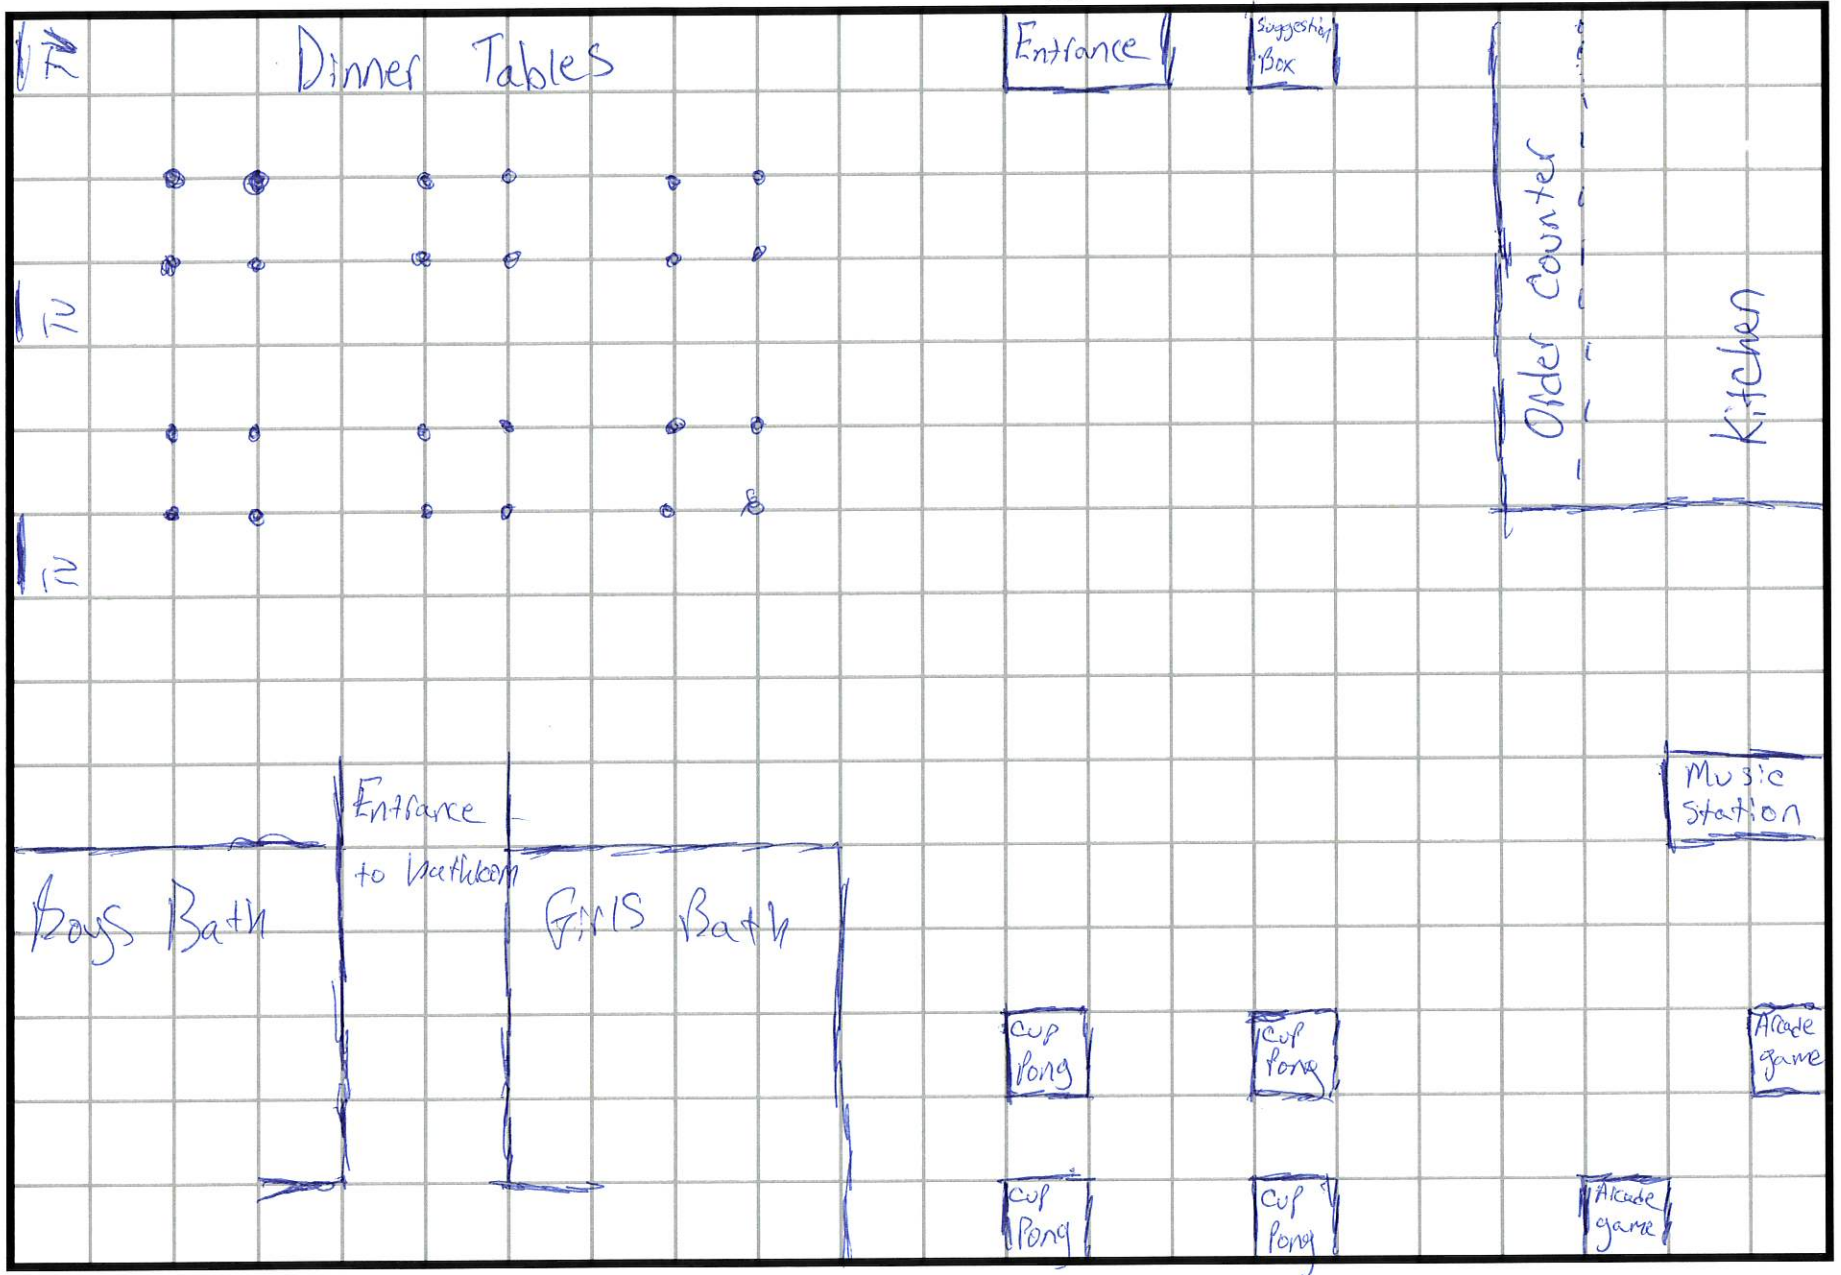 TV
Dinner Tables
Entrance
Suggestion
Box
Order Counter
Kitchen
TV
TV
Entrance
to bathroom
Boys Bath
Girls Bath
Music
Station
Cup
Pong
Cup
Pong
Arcade
game
Cup
Pong
Cup
Pong
Arcade
game